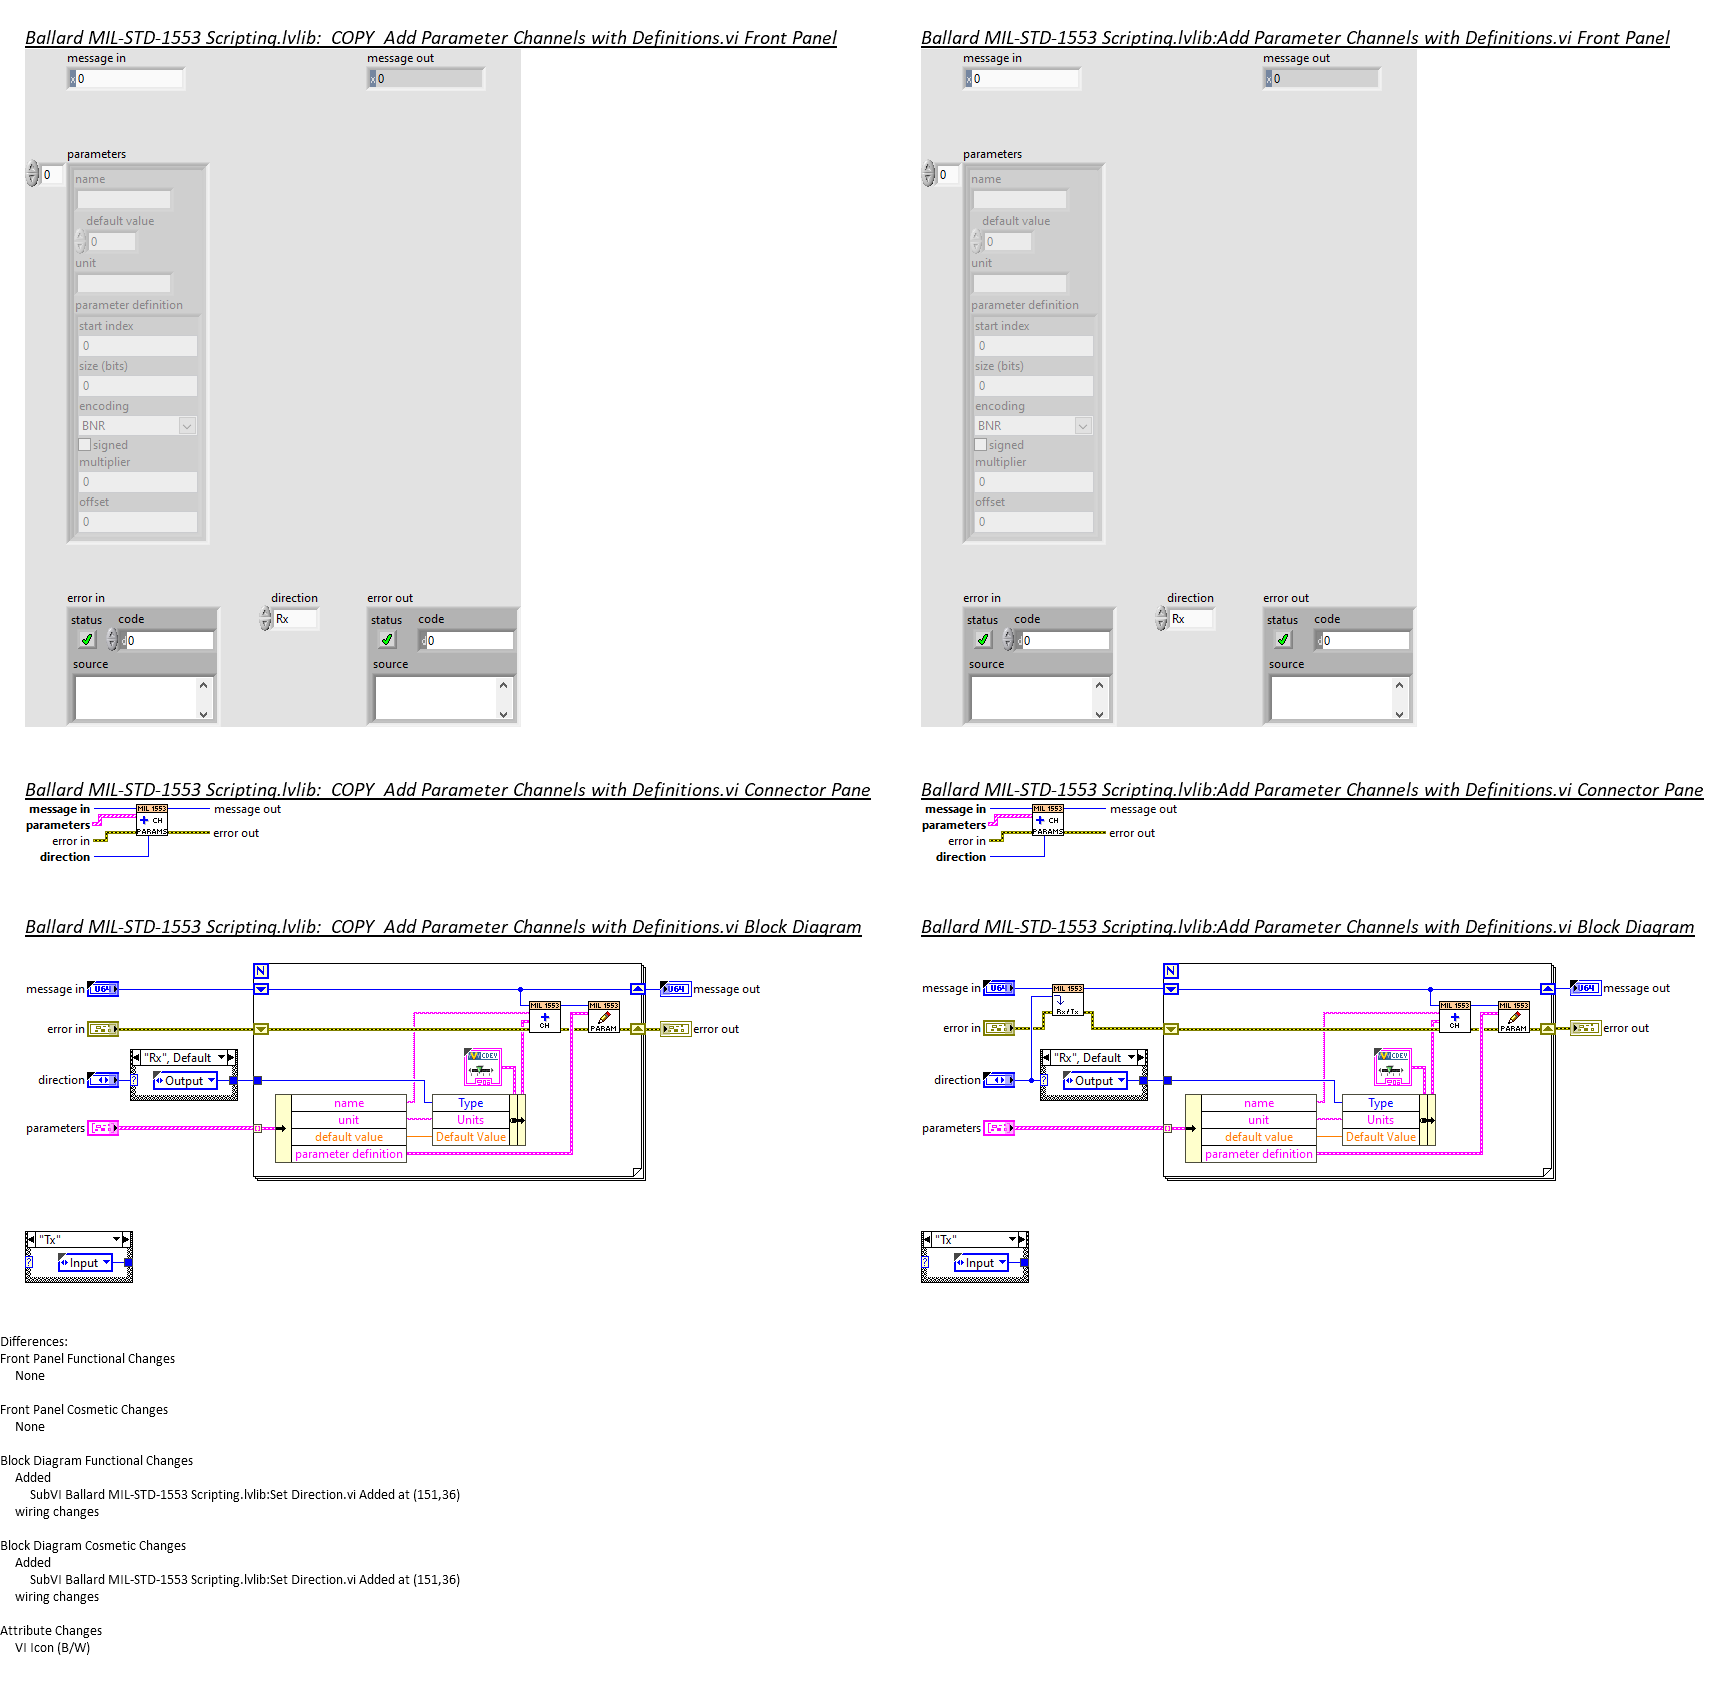 Ballard MIL-STD-1553 Scripting.lvlib:  COPY  Add Parameter Channels with Definitions.vi Front Panel
message in
x 0
message out
x 0
parameters
0
name
default value
0
unit
parameter definition
start index
0
size (bits)
0
encoding
BNR
signed
multiplier
0
offset
0
error in
status
code
d 0
source
direction
Rx
error out
status
code
d 0
source
Ballard MIL-STD-1553 Scripting.lvlib:Add Parameter Channels with Definitions.vi Front Panel
message in
x 0
message out
x 0
parameters
0
name
default value
0
unit
parameter definition
start index
0
size (bits)
0
encoding
BNR
signed
multiplier
0
offset
0
error in
status
code
d 0
source
direction
Rx
error out
status
code
d 0
source
Ballard MIL-STD-1553 Scripting.lvlib:  COPY  Add Parameter Channels with Definitions.vi Connector Pane
message in
parameters
error in
direction
MIL 1553
+ CH
PARAMS
message out
error out
Ballard MIL-STD-1553 Scripting.lvlib:Add Parameter Channels with Definitions.vi Connector Pane
message in
parameters
error in
direction
MIL 1553
+ CH
PARAMS
message out
error out
Ballard MIL-STD-1553 Scripting.lvlib:  COPY  Add Parameter Channels with Definitions.vi Block Diagram
N
message in
U64
U64
message out
MIL 1553
+
CH
MIL 1553
PARAM
error in
error out
"Rx", Default
CDEV
direction
?
Output
name
unit
default value
parameter definition
Type
Units
Default Value
parameters
"Tx"
?
Input
Ballard MIL-STD-1553 Scripting.lvlib:Add Parameter Channels with Definitions.vi Block Diagram
N
message in
U64
MIL 1553
Rx/Tx
U64
message out
MIL 1553
+
CH
MIL 1553
PARAM
error in
error out
"Rx", Default
CDEV
direction
?
Output
name
unit
default value
parameter definition
Type
Units
Default Value
parameters
"Tx"
?
Input
Differences:
Front Panel Functional Changes
None
Front Panel Cosmetic Changes
None
Block Diagram Functional Changes
Added
SubVI Ballard MIL-STD-1553 Scripting.lvlib:Set Direction.vi Added at (151,36)
wiring changes
Block Diagram Cosmetic Changes
Added
SubVI Ballard MIL-STD-1553 Scripting.lvlib:Set Direction.vi Added at (151,36)
wiring changes
Attribute Changes
VI Icon (B/W)